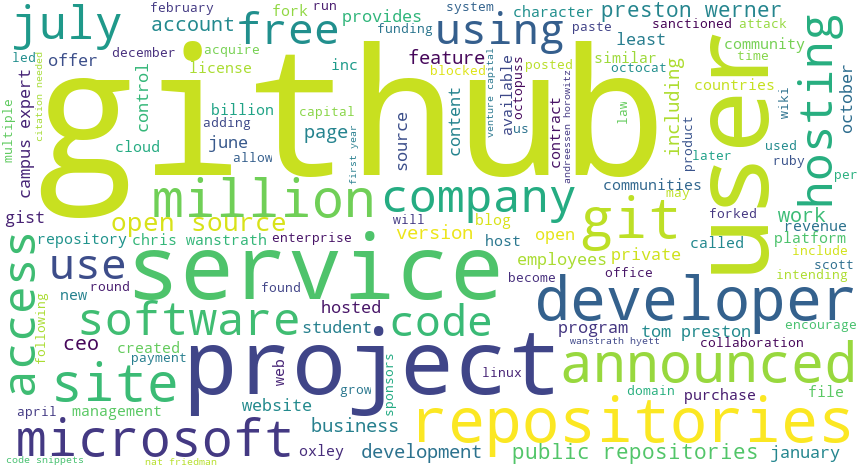 february
fork
run
system
character
preston werner
july
free
using
account
provides
funding
paste
sanctioned
attack
december
least
community
led
acquire
feature
similar
time
offer
license
inc
blocked
posted
octocat
countries
github
user
hosting
multiple
citation needed
campus expert
control
billion
capital
source
content
venture capital
available
octopuss
contract
andreessen horowitz
law
including
product
wiki
october
adding
page
us
later
used
cloud
june
allow
ruby
per
first year
communities
million
company
git
may
gist
open source
will
blog
forked
work
revenue
repository
chris wanstrath
enterprise
version
host
open
called
platform
access
use
service
employees
private
include
scott
round
found
become
office
intending
new
following
software
hosted
code
developer
student
program
tom preston
encourage
ceo
created
project
wanstrath hyett
collaboration
payment
web
announced
site
grow
sponsors
linux
domain
purchase
file
april
management
website
business
repositories
microsoft
oxley
development
public repositories
january
code snippets
nat friedman